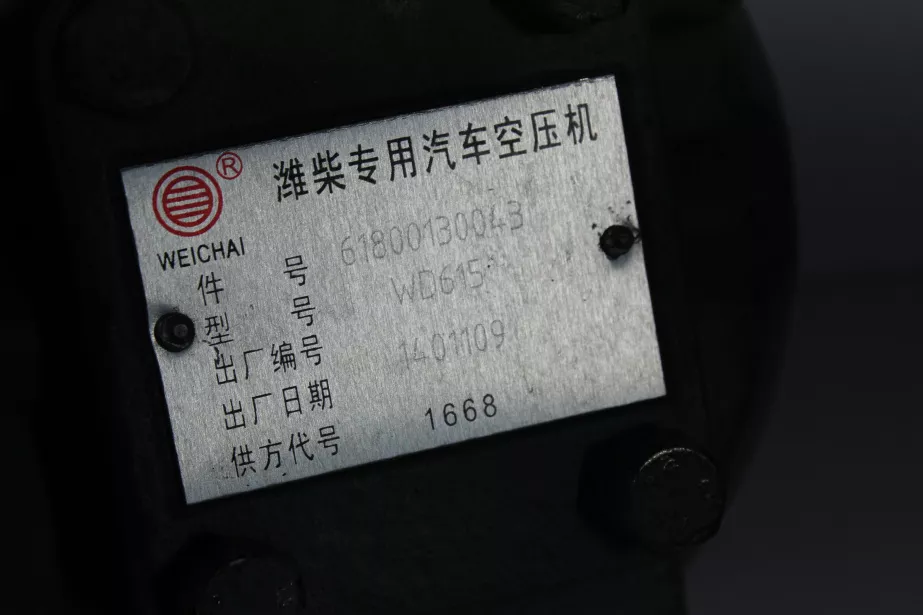 ®
潍柴专用汽车空压机
WEICHAI
件号 61800130043
型号 WD615
出厂编号 1401109
出厂日期
供方代号 1668